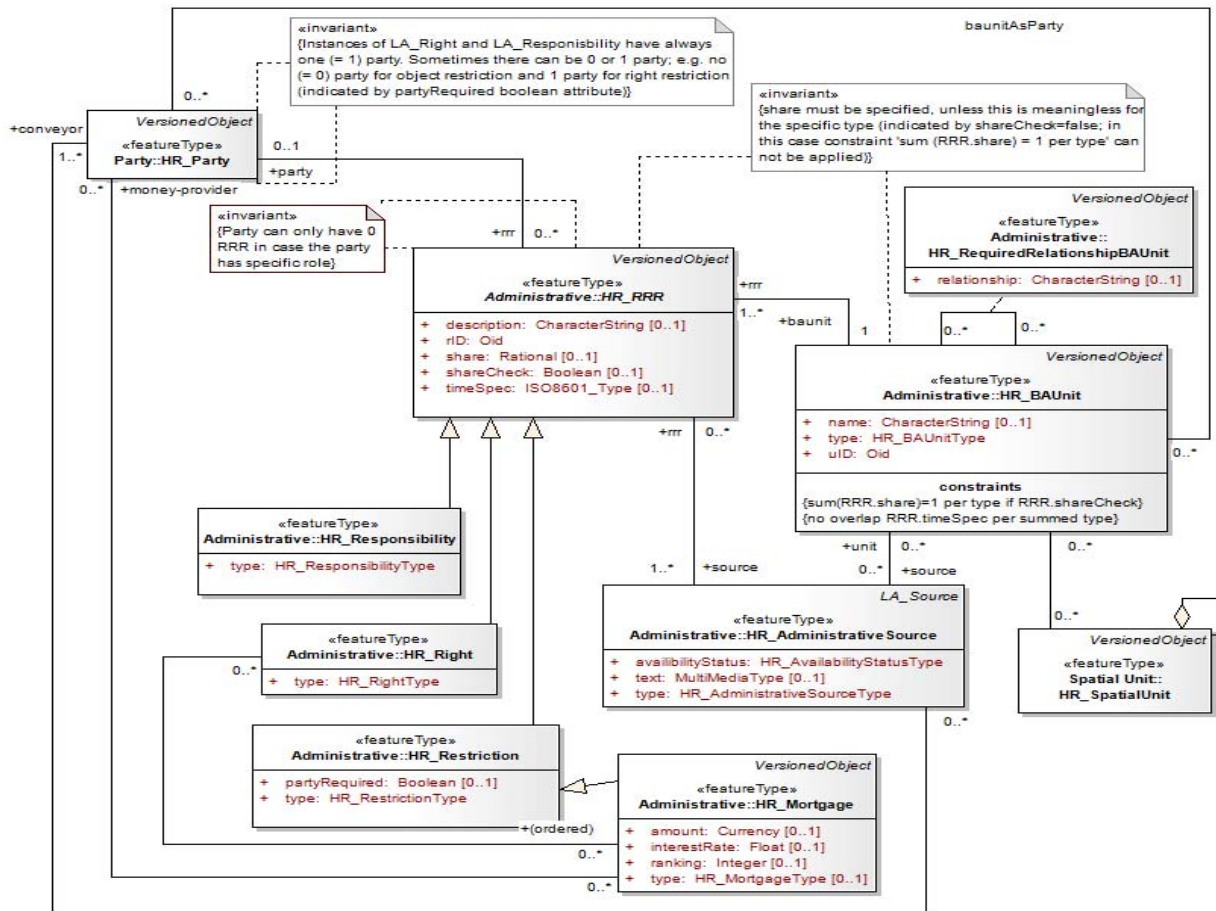 baunitAsParty
«invariant»
{Instances of LA_Right and LA_Responisbility have always
one (= 1) party. Sometimes there can be 0 or 1 party; e.g. no
(= 0) party for object restriction and 1 party for right restriction
(indicated by partyRequired boolean attribute)}
«invariant»
{share must be specified, unless this is meaningless for
the specific type (indicated by shareCheck=false; in
this case constraint 'sum (RRR.share) = 1 per type' can
not be applied)}
0..*
+conveyor
1..*
VersionedObject
«featureType»
Party::HR_Party
0..1
+party
0..*
+money-provider
«invariant»
{Party can only have 0
RRR in case the party
has specific role}
+rrr
0..*
VersionedObject
«featureType»
Administrative::HR_RRR
+ description: CharacterString [0..1]
+ rID: Oid
+ share: Rational [0..1]
+ shareCheck: Boolean [0..1]
+ timeSpec: ISO8601_Type [0..1]
+rrr
1..*
+baunit
1
VersionedObject
«featureType»
Administrative::
HR_RequiredRelationshipBAUnit
+ relationship: CharacterString [0..1]
0..*
0..*
VersionedObject
«featureType»
Administrative::HR_BAUnit
+ name: CharacterString [0..1]
+ type: HR_BAUnitType
+ uID: Oid
constraints
{sum(RRR.share)=1 per type if RRR.shareCheck}
{no overlap RRR.timeSpec per summed type}
0..*
+rrr
0..*
«featureType»
Administrative::HR_Responsibility
+ type: HR_ResponsibilityType
+unit
0..*
0..*
1..*
+source
0..*
+source
0..*
LA_Source
«featureType»
Administrative::HR_AdministrativeSource
+ availibilityStatus: HR_AvailabilityStatusType
+ text: MultiMediaType [0..1]
+ type: HR_AdministrativeSourceType
0..*
VersionedObject
«featureType»
Spatial Unit::
HR_SpatialUnit
«featureType»
Administrative::HR_Right
+ type: HR_RightType
0..*
«featureType»
Administrative::HR_Restriction
+ partyRequired: Boolean [0..1]
+ type: HR_RestrictionType
VersionedObject
«featureType»
Administrative::HR_Mortgage
+ amount: Currency [0..1]
+ interestRate: Float [0..1]
+ ranking: Integer [0..1]
+ type: HR_MortgageType [0..1]
+(ordered)
0..*
0..*